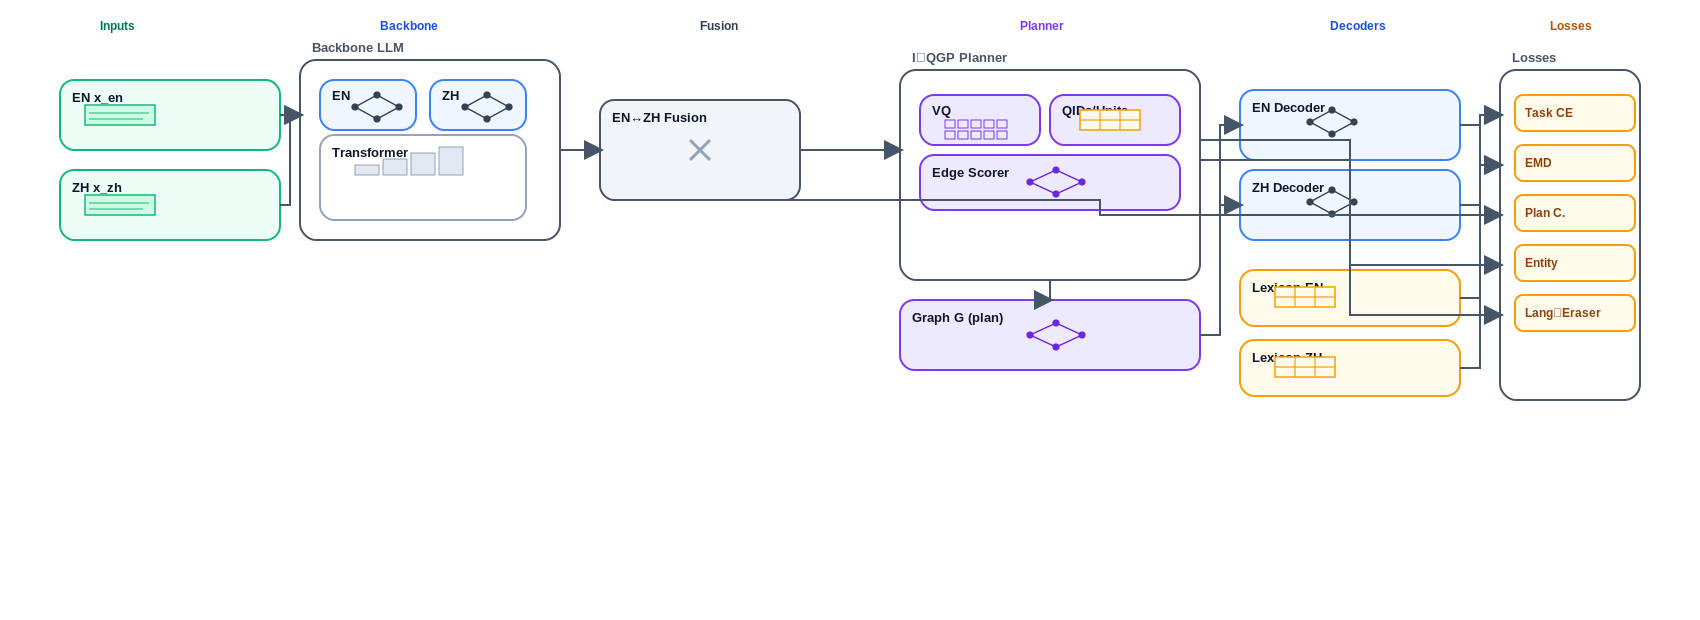 Inputs
Backbone
Fusion
Planner
Decoders
Losses
Backbone LLM
I□QGP Planner
Losses
EN x_en
ZH x_zh
EN
ZH
Transformer
EN↔ZH Fusion
VQ
QIDs/Units
Edge Scorer
Graph G (plan)
EN Decoder
ZH Decoder
Lexicon EN
Lexicon ZH
Task CE
EMD
Plan C.
Entity
Lang□Eraser